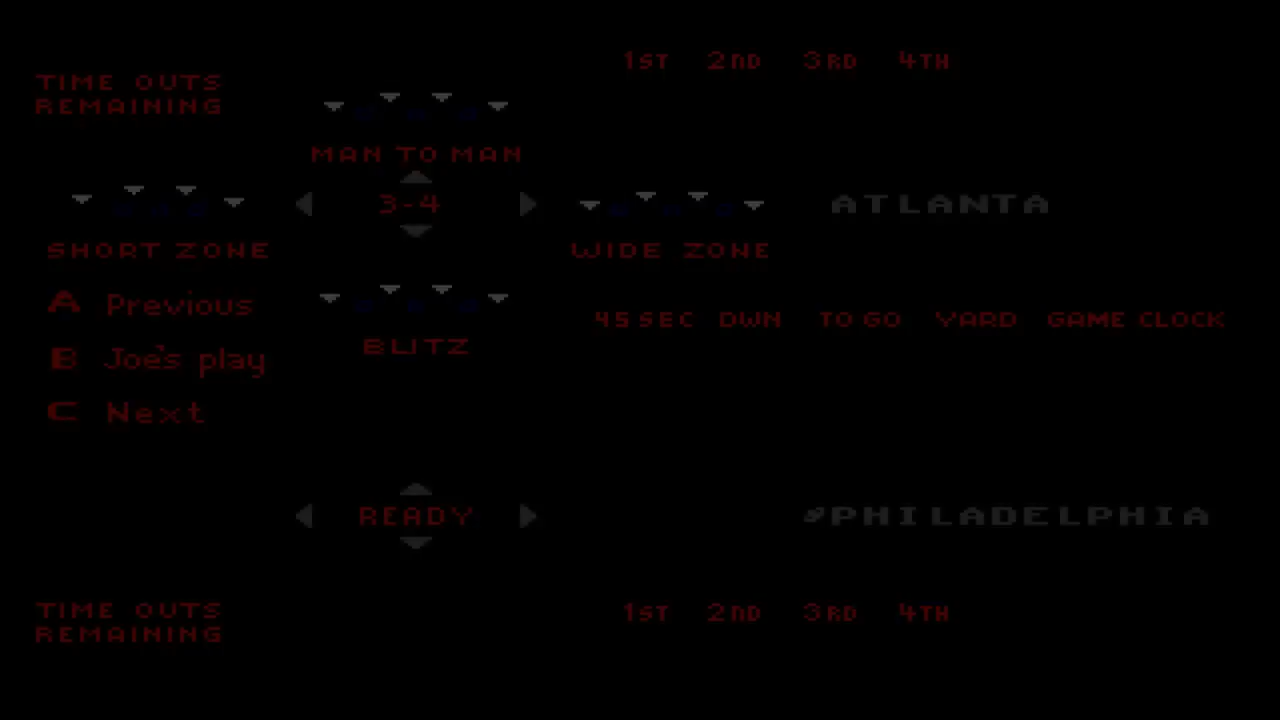 1ST 2ND 3RD 4TH
TIME OUTS
REMAINING
MAN TO MAN
3-4
ATLANTA
SHORT ZONE
WIDE ZONE
A Previous
45 SEC DWN TO GO YARD GAME CLOCK
BLITZ
B Joe's play
C Next
READY
PHILADELPHIA
TIME OUTS
REMAINING
1ST 2ND 3RD 4TH